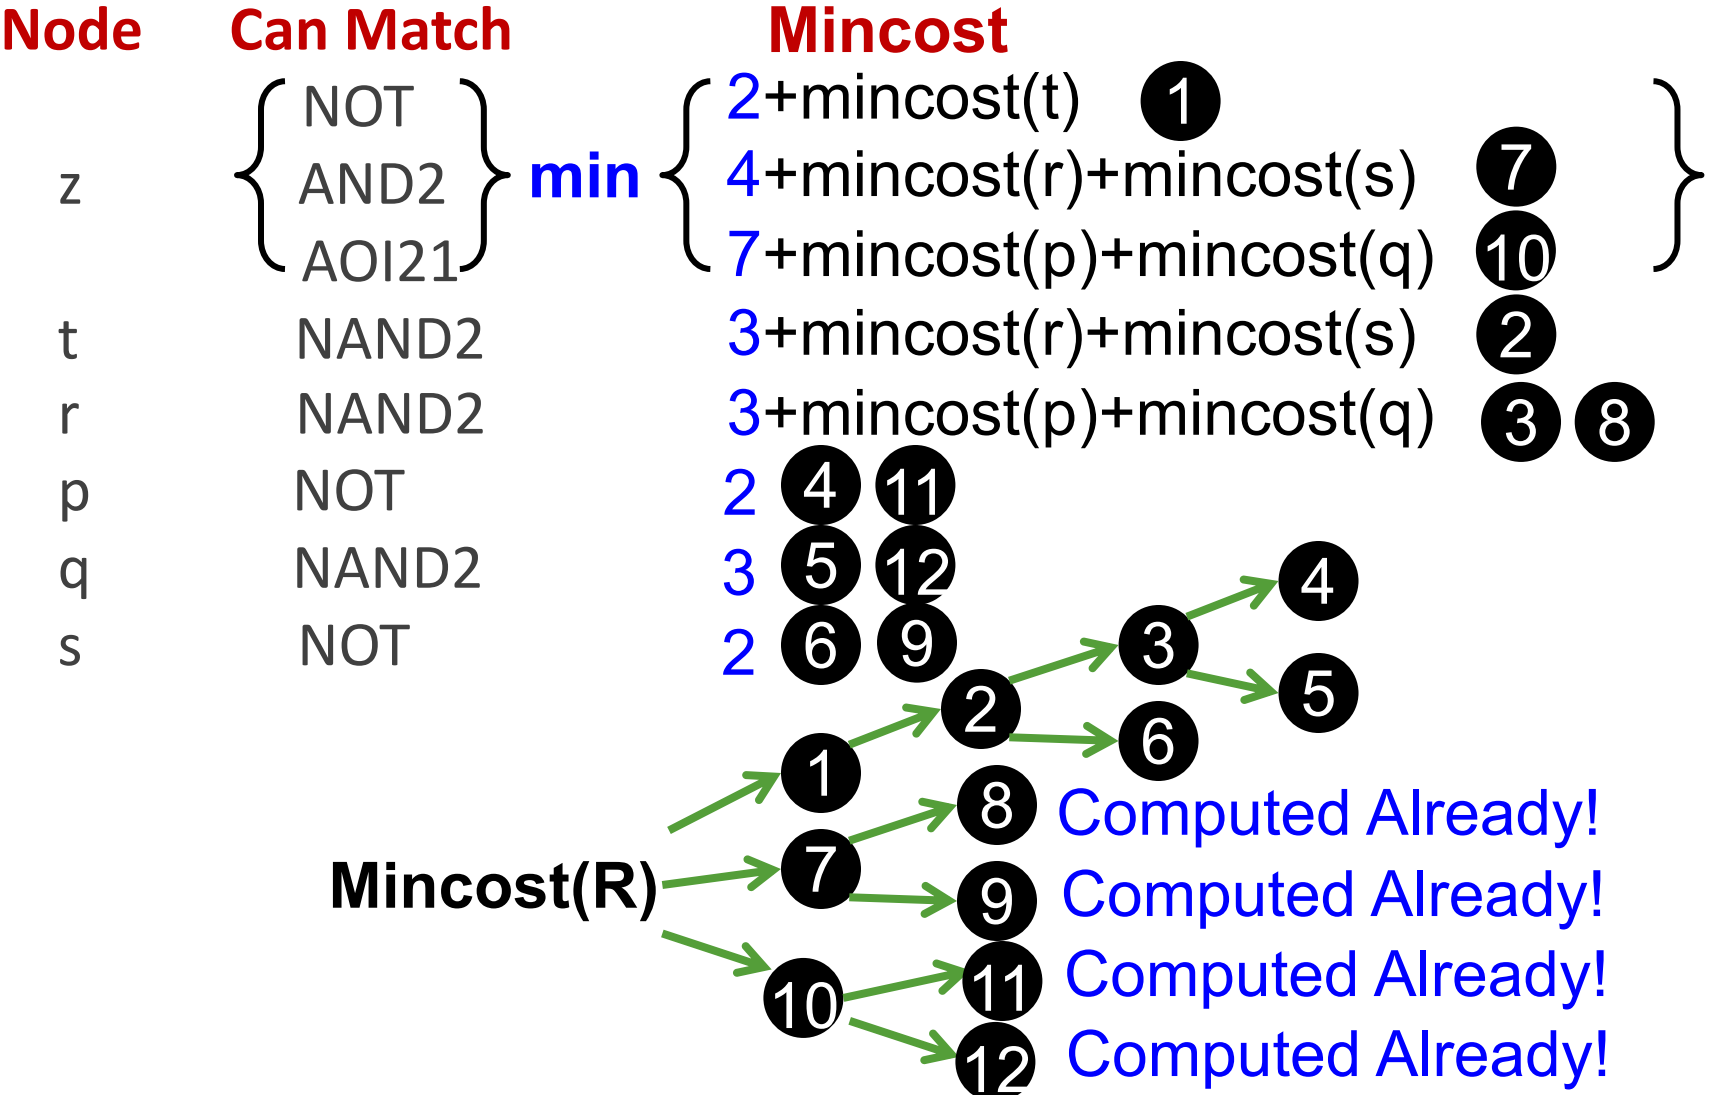 Node Can Match Mincost
NOT 2+mincost(t) 1
z AND2 min 4+mincost(r)+mincost(s) 7
AOI21 7+mincost(p)+mincost(q) 10
t NAND2 3+mincost(r)+mincost(s) 2
r NAND2 3+mincost(p)+mincost(q) 3 8
p NOT 2 4 11
q NAND2 3 5 12
s NOT 2 6 9
4
3
5
2
6
1
8 Computed Already!
7
Mincost(R)
9 Computed Already!
11 Computed Already!
10
12 Computed Already!